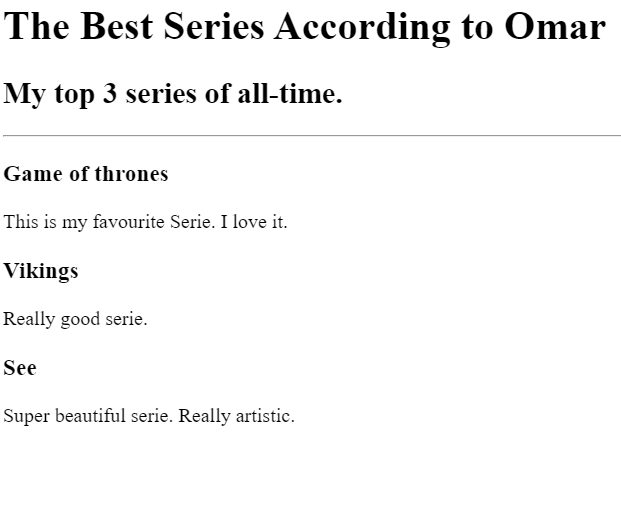 The Best Series According to Omar
My top 3 series of all-time.
Game of thrones
This is my favourite Serie. I love it.
Vikings
Really good serie.
See
Super beautiful serie. Really artistic.